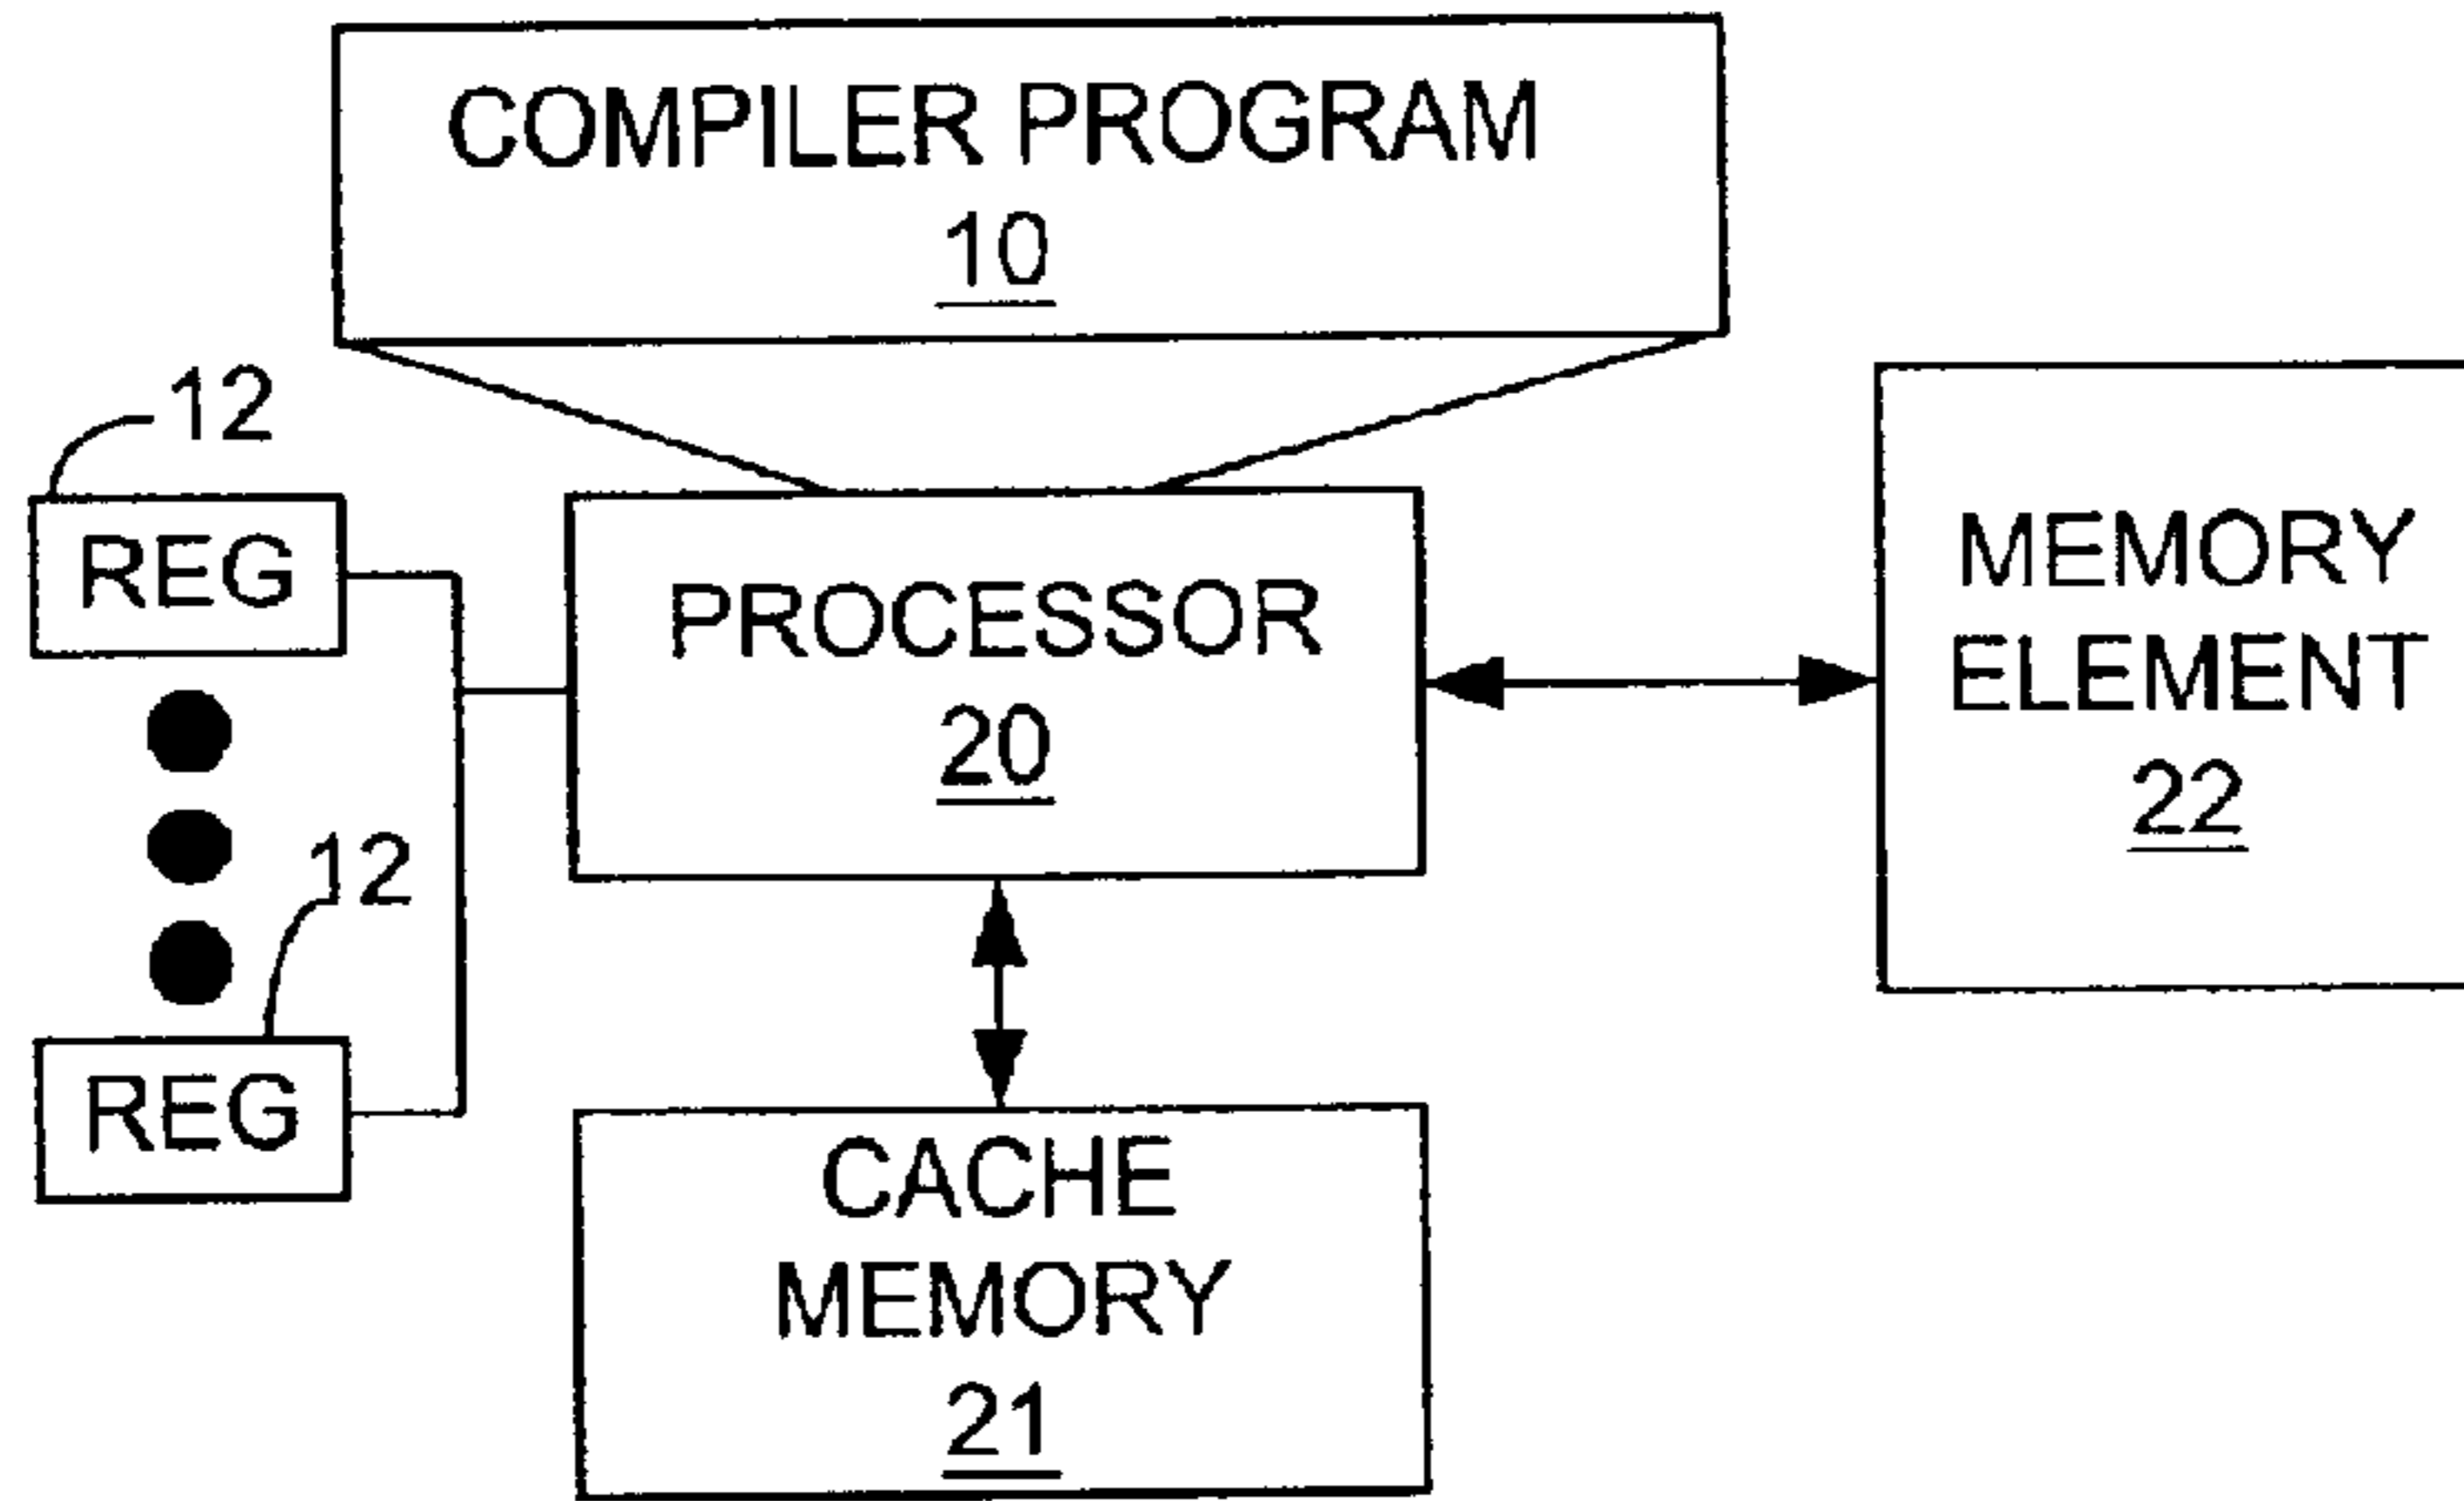 COMPILER PROGRAM
10
12
REG
PROCESSOR
20
MEMORY
ELEMENT
22
12
REG
CACHE
MEMORY
21